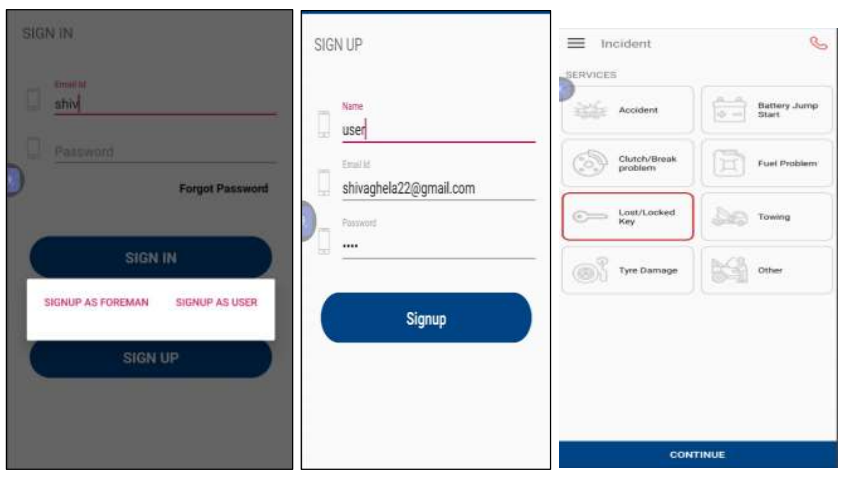 SIGN IN
Email Id
shiv
Password
Forgot Password
SIGN IN
SIGNUP AS FOREMAN
SIGNUP AS USER
SIGN UP
SIGN UP
Name
user
Email Id
shivaghela22@gmail.com
Password
••••
Signup
Incident
SERVICES
Accident
Battery Jump
Start
Clutch/Break
problem
Fuel Problem
Lost/Locked
Key
Towing
Tyre Damage
Other
CONTINUE